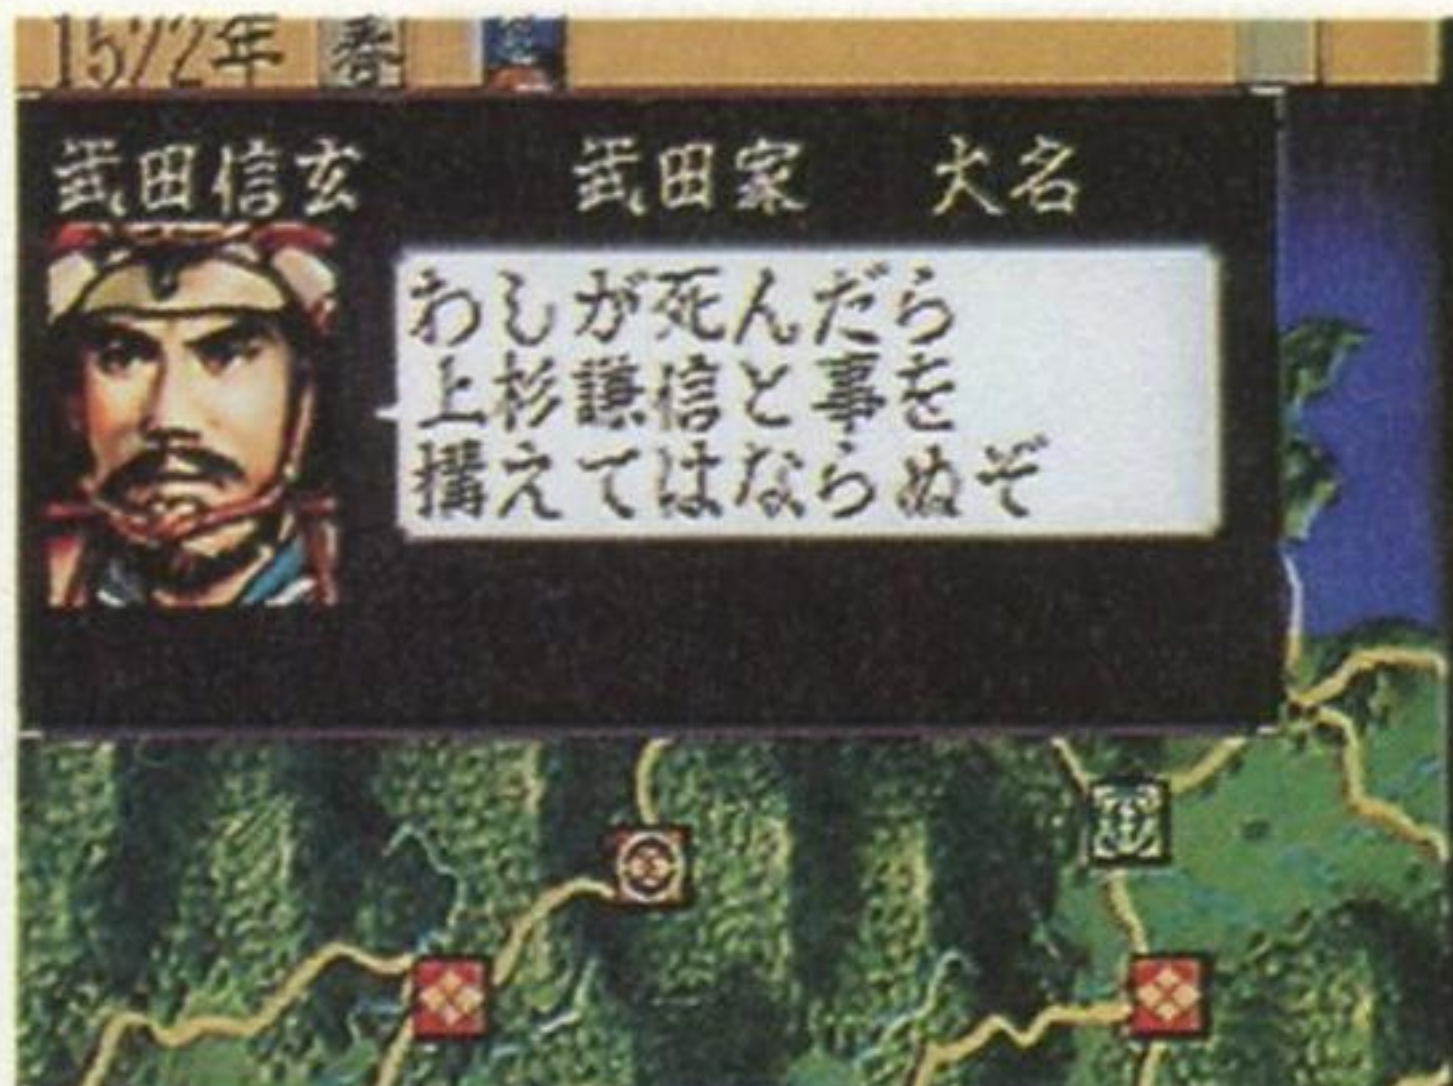 1572年 春
武田信玄 武田家 大名
わしが死んだら
上杉謙信と事を
構えてはならぬぞ